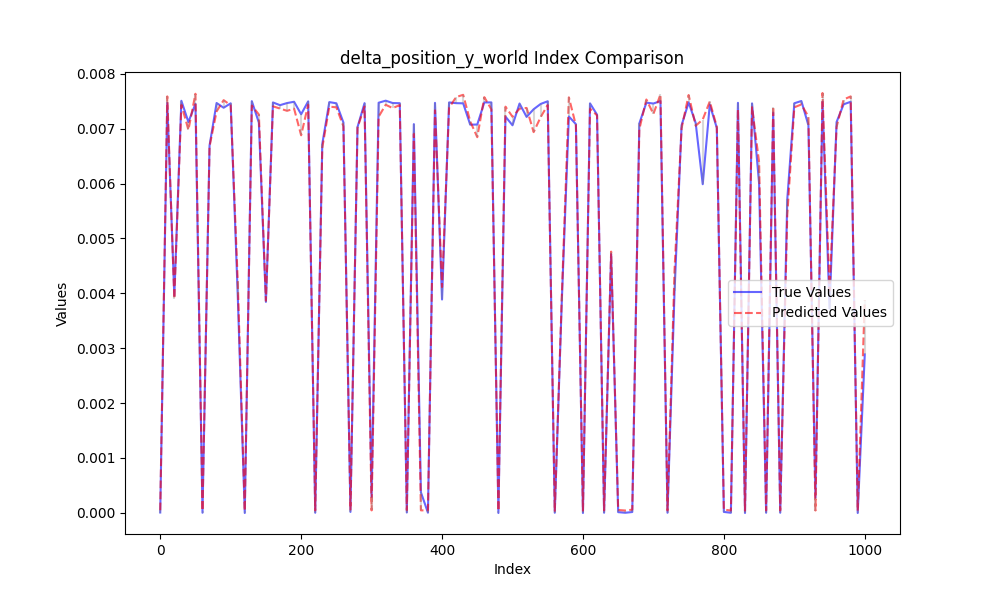 delta_position_y_world Index Comparison
0.008
0.007
0.006
0.005
0.004
0.003
0.002
0.001
0.000
Values
True Values
Predicted Values
0 200 400 600 800 1000
Index